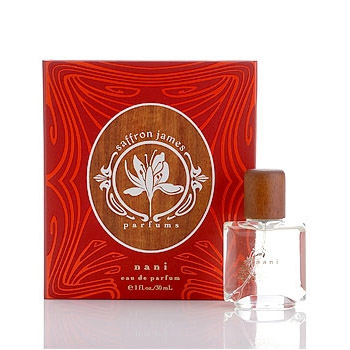 saffron james
parfums
nani
eau de parfum
1 fl.oz./30 mL
nani